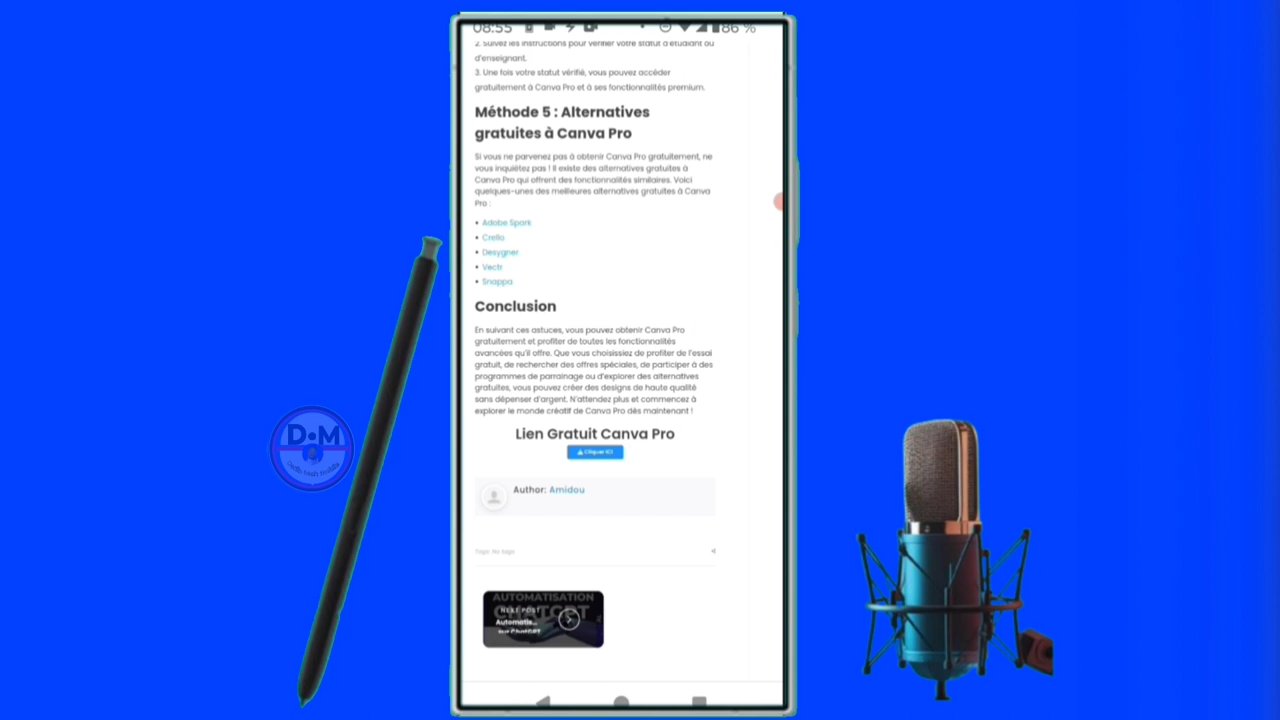 08:55
86 %
2. Suivez les instructions pour vérifier votre statut d'étudiant ou
d'enseignant.
3. Une fois votre statut vérifié, vous pouvez accéder
gratuitement à Canva Pro et à ses fonctionnalités premium.
Méthode 5 : Alternatives
gratuites à Canva Pro
Si vous ne parvenez pas à obtenir Canva Pro gratuitement, ne
vous inquiétez pas ! Il existe des alternatives gratuites à
Canva Pro qui offrent des fonctionnalités similaires. Voici
quelques-unes des meilleures alternatives gratuites à Canva
Pro :
• Adobe Spark
• Crello
• Desygner
• Vectr
• Snappa
Conclusion
En suivant ces astuces, vous pouvez obtenir Canva Pro
gratuitement et profiter de toutes les fonctionnalités
avancées qu'il offre. Que vous choisissiez de profiter de l'essai
gratuit, de rechercher des offres spéciales, de participer à des
programmes de parrainage ou d'explorer des alternatives
gratuites, vous pouvez créer des designs de haute qualité
sans dépenser d'argent. N'attendez plus et commencez à
explorer le monde créatif de Canva Pro dès maintenant !
Lien Gratuit Canva Pro
Cliquer ICI
Author: Amidou
Tags: No tags
AUTOMATISATION
CHATGPT
NEXT POST
Automatis...
D•M